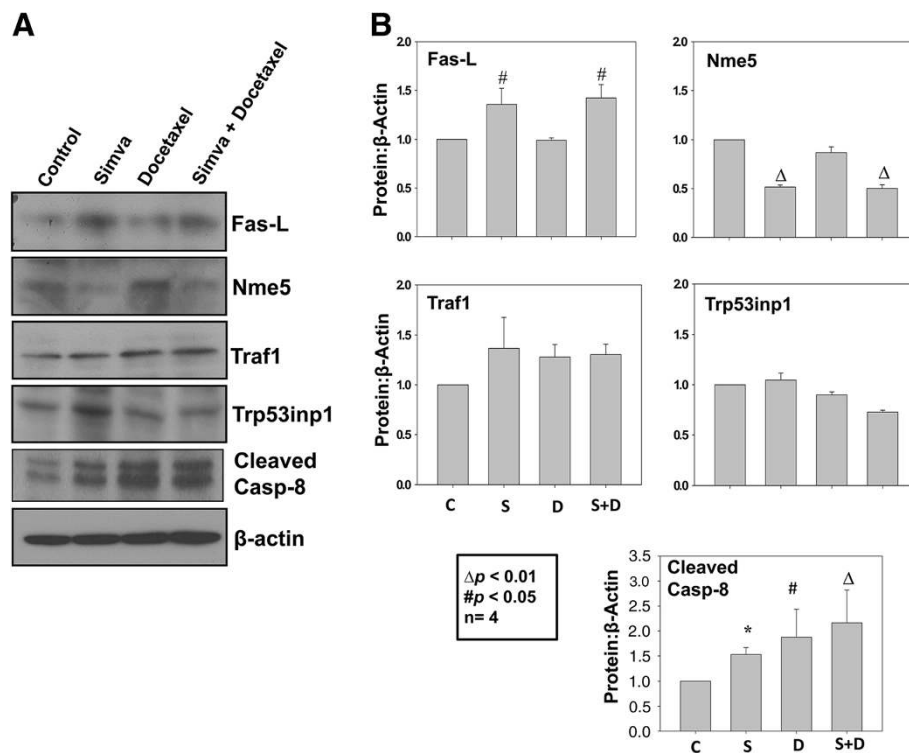 A
Control
Simva
Docetaxel
Simva + Docetaxel
Fas-L
Nme5
Traf1
Trp53inp1
Cleaved
Casp-8
β-actin
B
Protein:β-Actin
2.0
1.5
1.0
0.5
0.0
Fas-L
#
#
2.0
1.5
1.0
0.5
0.0
Nme5
Δ
Δ
Protein:β-Actin
2.0
1.5
1.0
0.5
0.0
Traf1
C S D S+D
2.0
1.5
1.0
0.5
0.0
Trp53inp1
Δp < 0.01
#p < 0.05
n= 4
Protein:β-Actin
3.5
3.0
2.5
2.0
1.5
1.0
0.5
0.0
Cleaved
Casp-8
*
#
Δ
C S D S+D